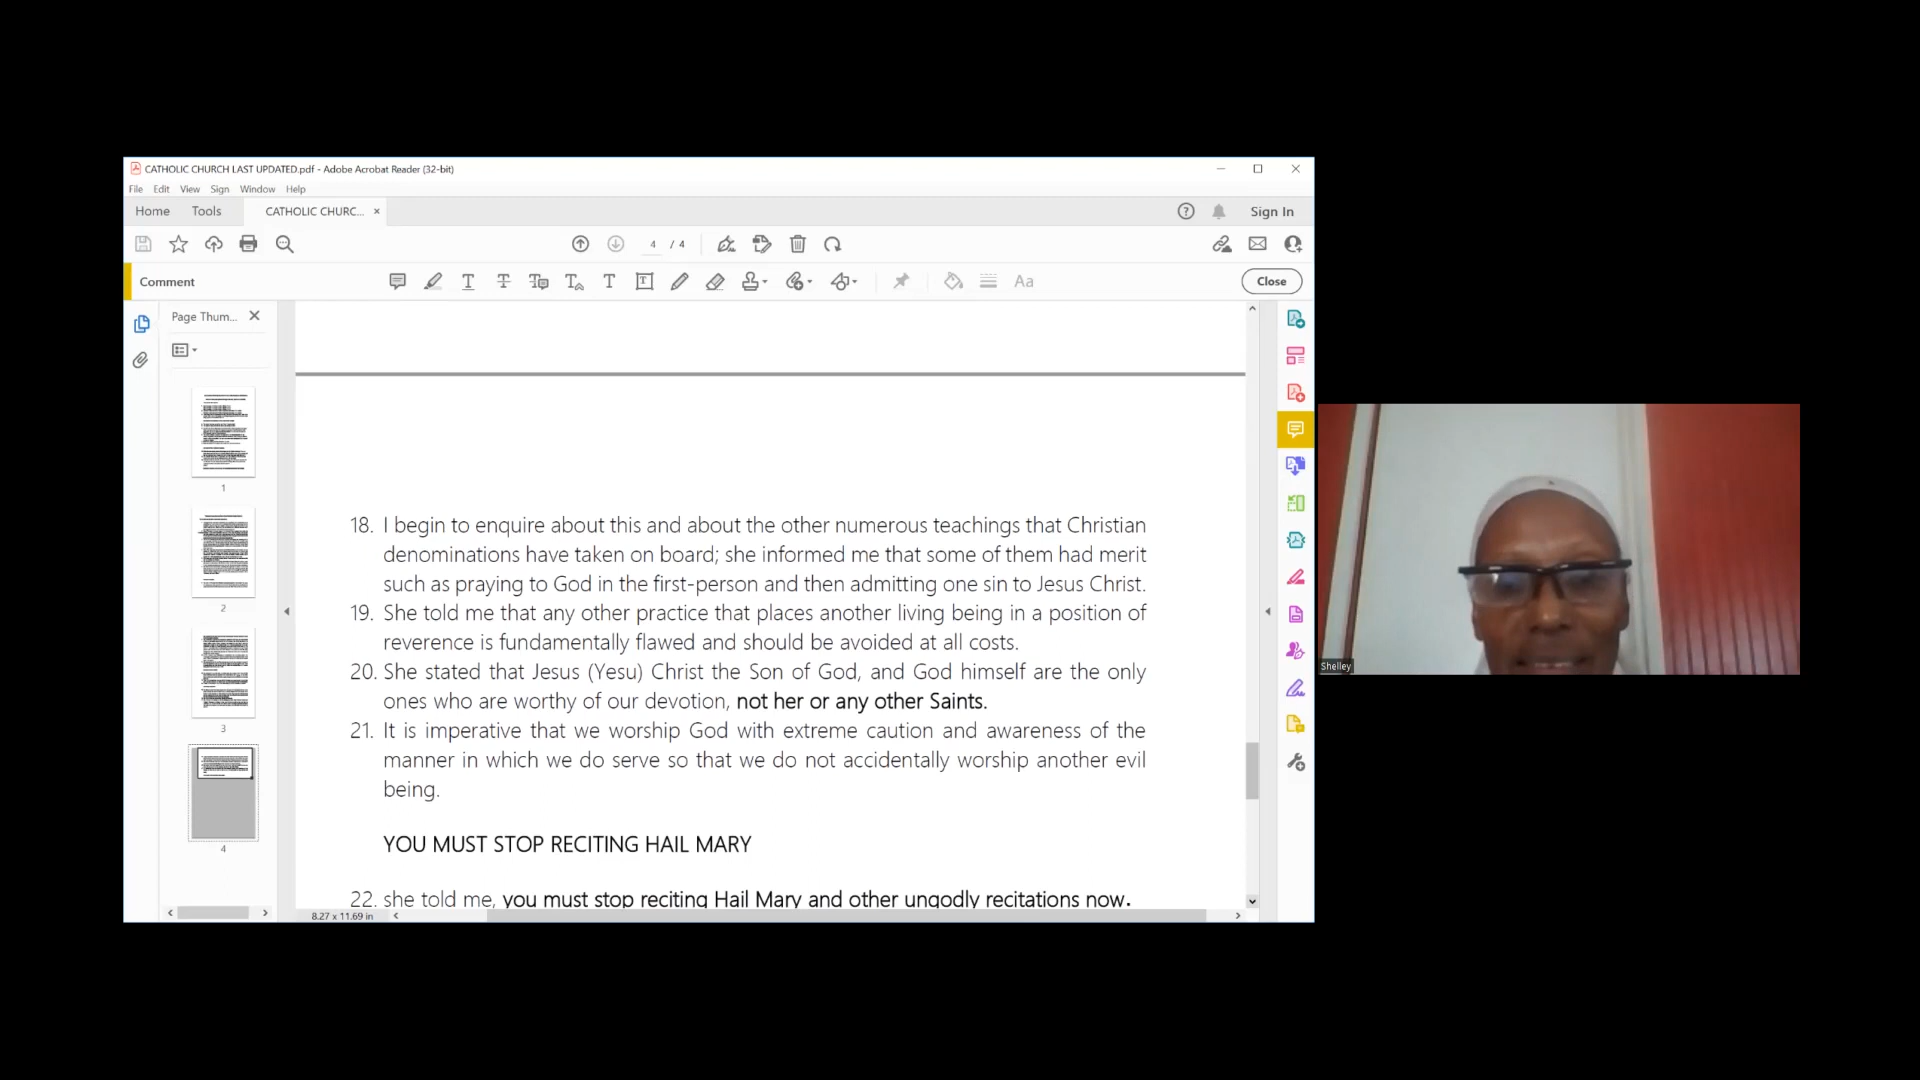 CATHOLIC CHURCH LAST UPDATED.pdf - Adobe Acrobat Reader (32-bit)
File Edit View Sign Window Help
Home Tools CATHOLIC CHURC... × Sign In
4 / 4
Comment Aa Close
Page Thum...
1
2
3
4
18. I begin to enquire about this and about the other numerous teachings that Christian
denominations have taken on board; she informed me that some of them had merit
such as praying to God in the first-person and then admitting one sin to Jesus Christ.
19. She told me that any other practice that places another living being in a position of
reverence is fundamentally flawed and should be avoided at all costs.
20. She stated that Jesus (Yesu) Christ the Son of God, and God himself are the only
ones who are worthy of our devotion, not her or any other Saints.
21. It is imperative that we worship God with extreme caution and awareness of the
manner in which we do serve so that we do not accidentally worship another evil
being.
YOU MUST STOP RECITING HAIL MARY
22. she told me, you must stop reciting Hail Mary and other ungodly recitations now.
8.27 x 11.69 in
Shelley